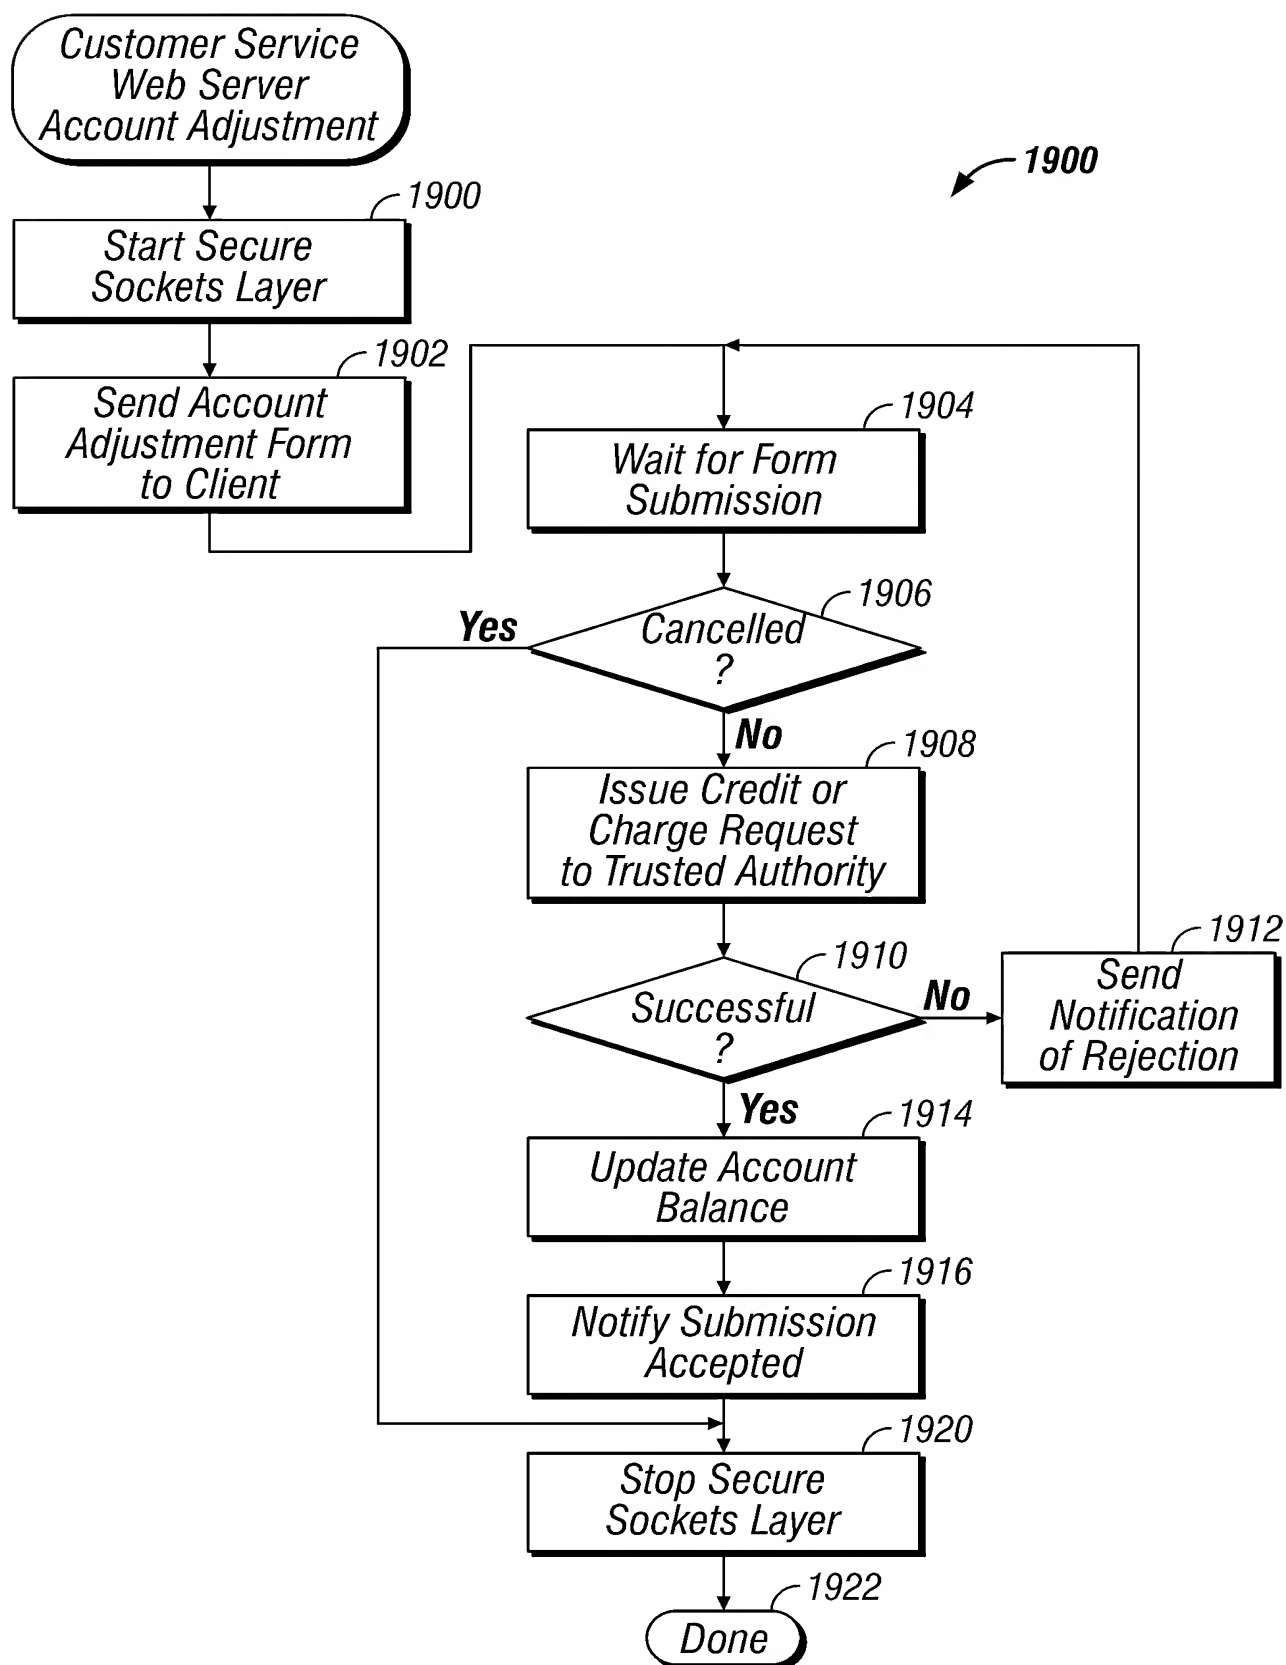 Customer Service
Web Server
Account Adjustment
1900
1900
Start Secure
Sockets Layer
1902
Send Account
Adjustment Form
to Client
1904
Wait for Form
Submission
1906
Yes
Cancelled
?
No
1908
Issue Credit or
Charge Request
to Trusted Authority
1910
1912
Successful
?
No
Send
Notification
of Rejection
Yes
1914
Update Account
Balance
1916
Notify Submission
Accepted
1920
Stop Secure
Sockets Layer
1922
Done